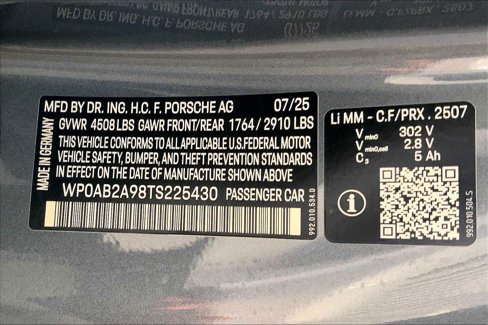 MFD BY DR. ING. H.C. F. PORSCHE AG 07/25
GVWR 4508 LBS GAWR FRONT/REAR 1764/2910 LBS
THIS VEHICLE CONFORMS TO ALL APPLICABLE
U.S.FEDERAL MOTOR
VEHICLE SAFETY, BUMPER, AND THEFT PREVENTION STANDARDS
IN EFFECT ON THE DATE OF MANUFACTURE SHOWN ABOVE.
WP0AB2A98TS225430 PASSENGER CAR
MADE IN GERMANY
992.010.534.0
Li MM - C.F/PRX . 2507
V min0 302 V
V min0,cell 2.8 V
C 3 5 Ah
992.010.504.S